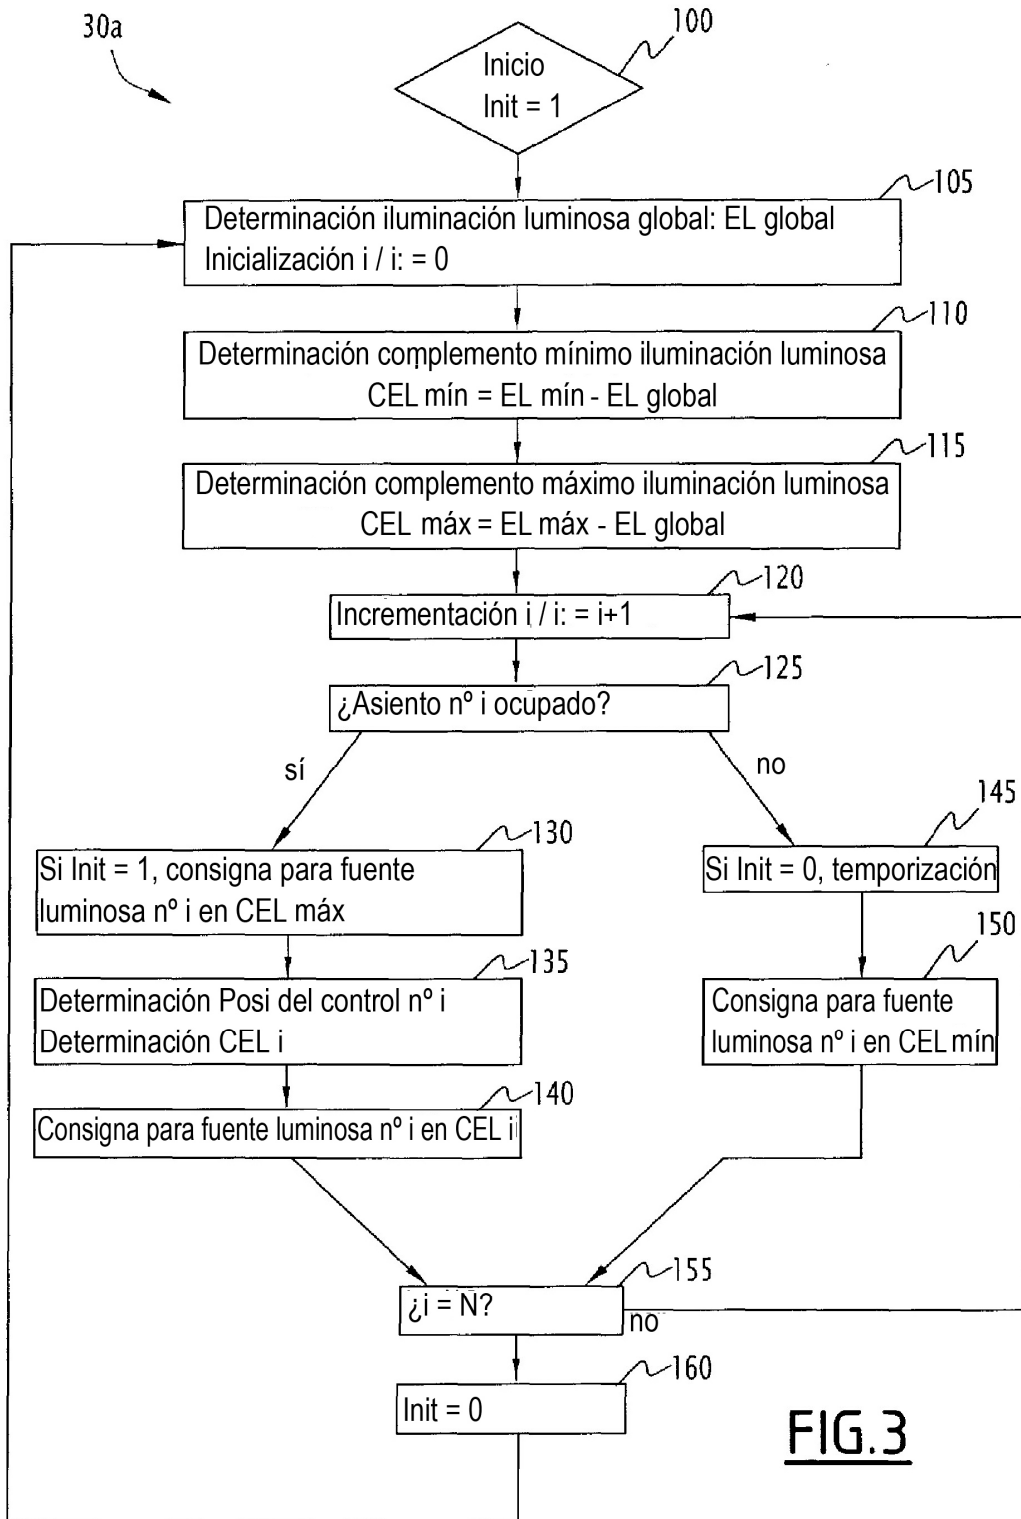 30a
100
Inicio
Init = 1
105
Determinación iluminación luminosa global: EL global
Inicialización i / i: = 0
110
Determinación complemento mínimo iluminación luminosa
CEL mín = EL mín - EL global
115
Determinación complemento máximo iluminación luminosa
CEL máx = EL máx - EL global
120
Incrementación i / i: = i+1
125
¿Asiento nº i ocupado?
sí
no
130
Si Init = 1, consigna para fuente
luminosa nº i en CEL máx
145
Si Init = 0, temporización
135
Determinación Posi del control nº i
Determinación CEL i
150
Consigna para fuente
luminosa nº i en CEL mín
140
Consigna para fuente luminosa nº i en CEL i
155
¿i = N?
no
160
Init = 0
FIG.3